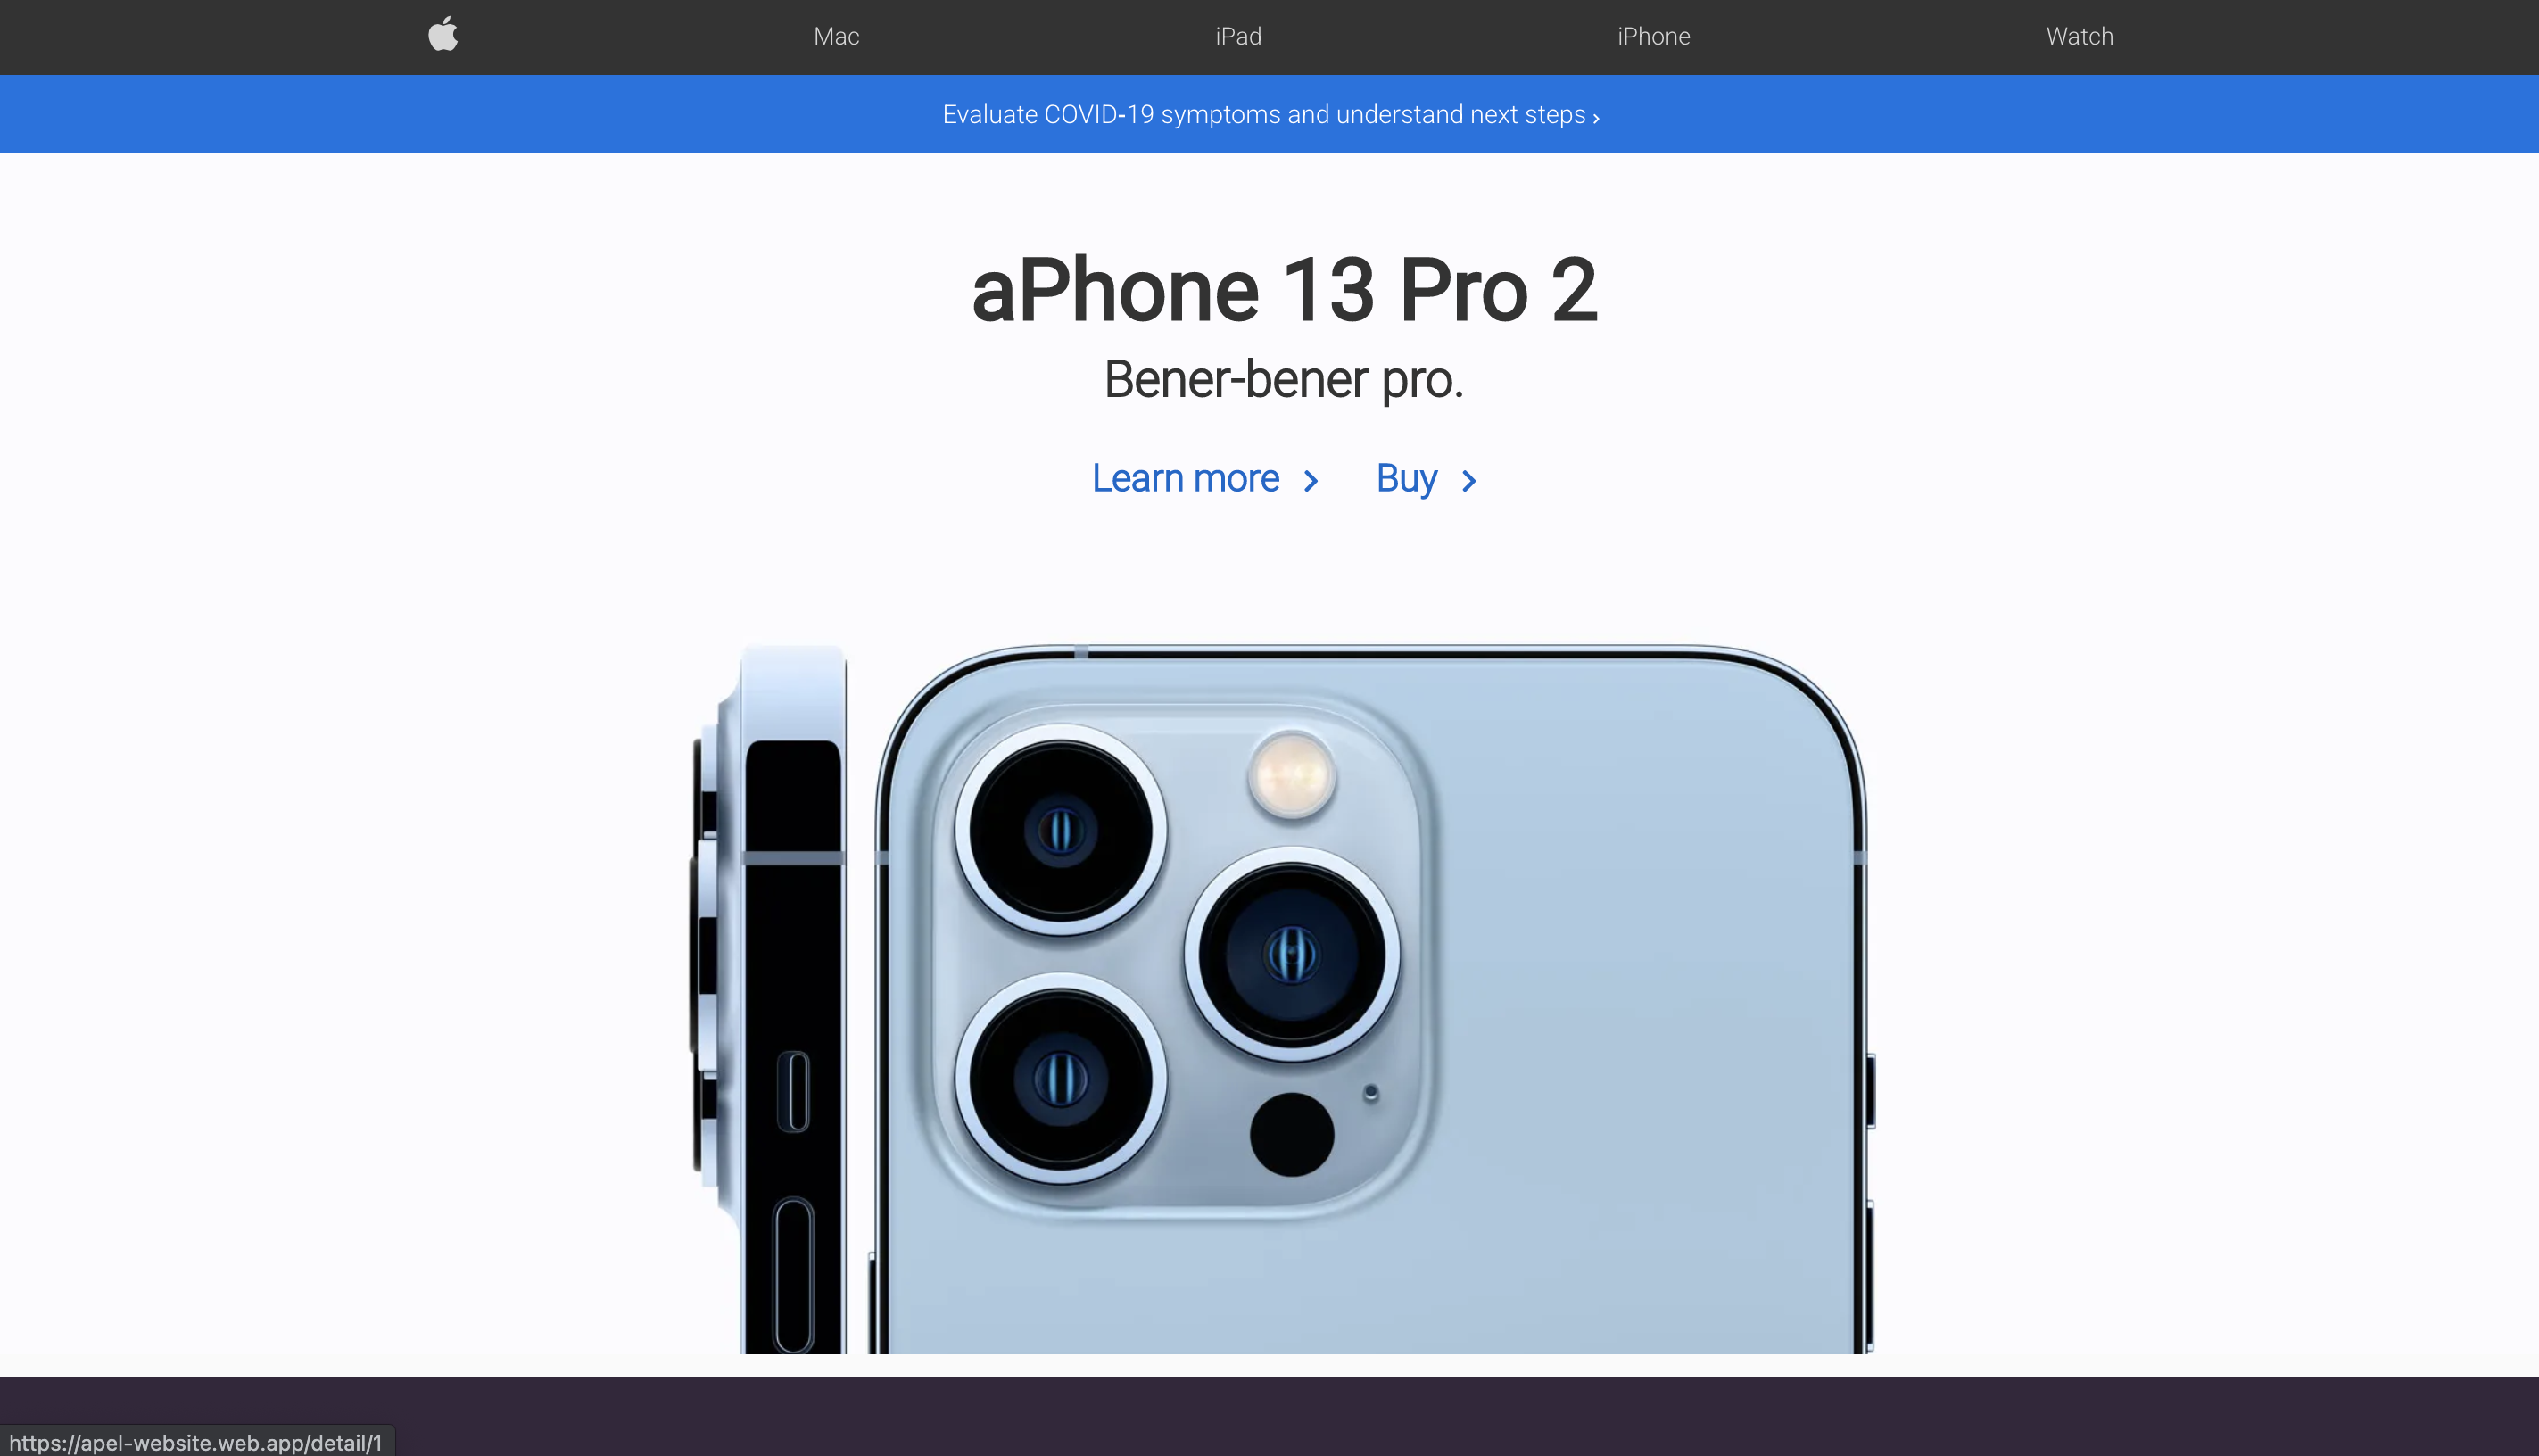 Mac iPad iPhone Watch
Evaluate COVID-19 symptoms and understand next steps ›
aPhone 13 Pro 2
Bener-bener pro.
Learn more > Buy >
https://apel-website.web.app/detail/1